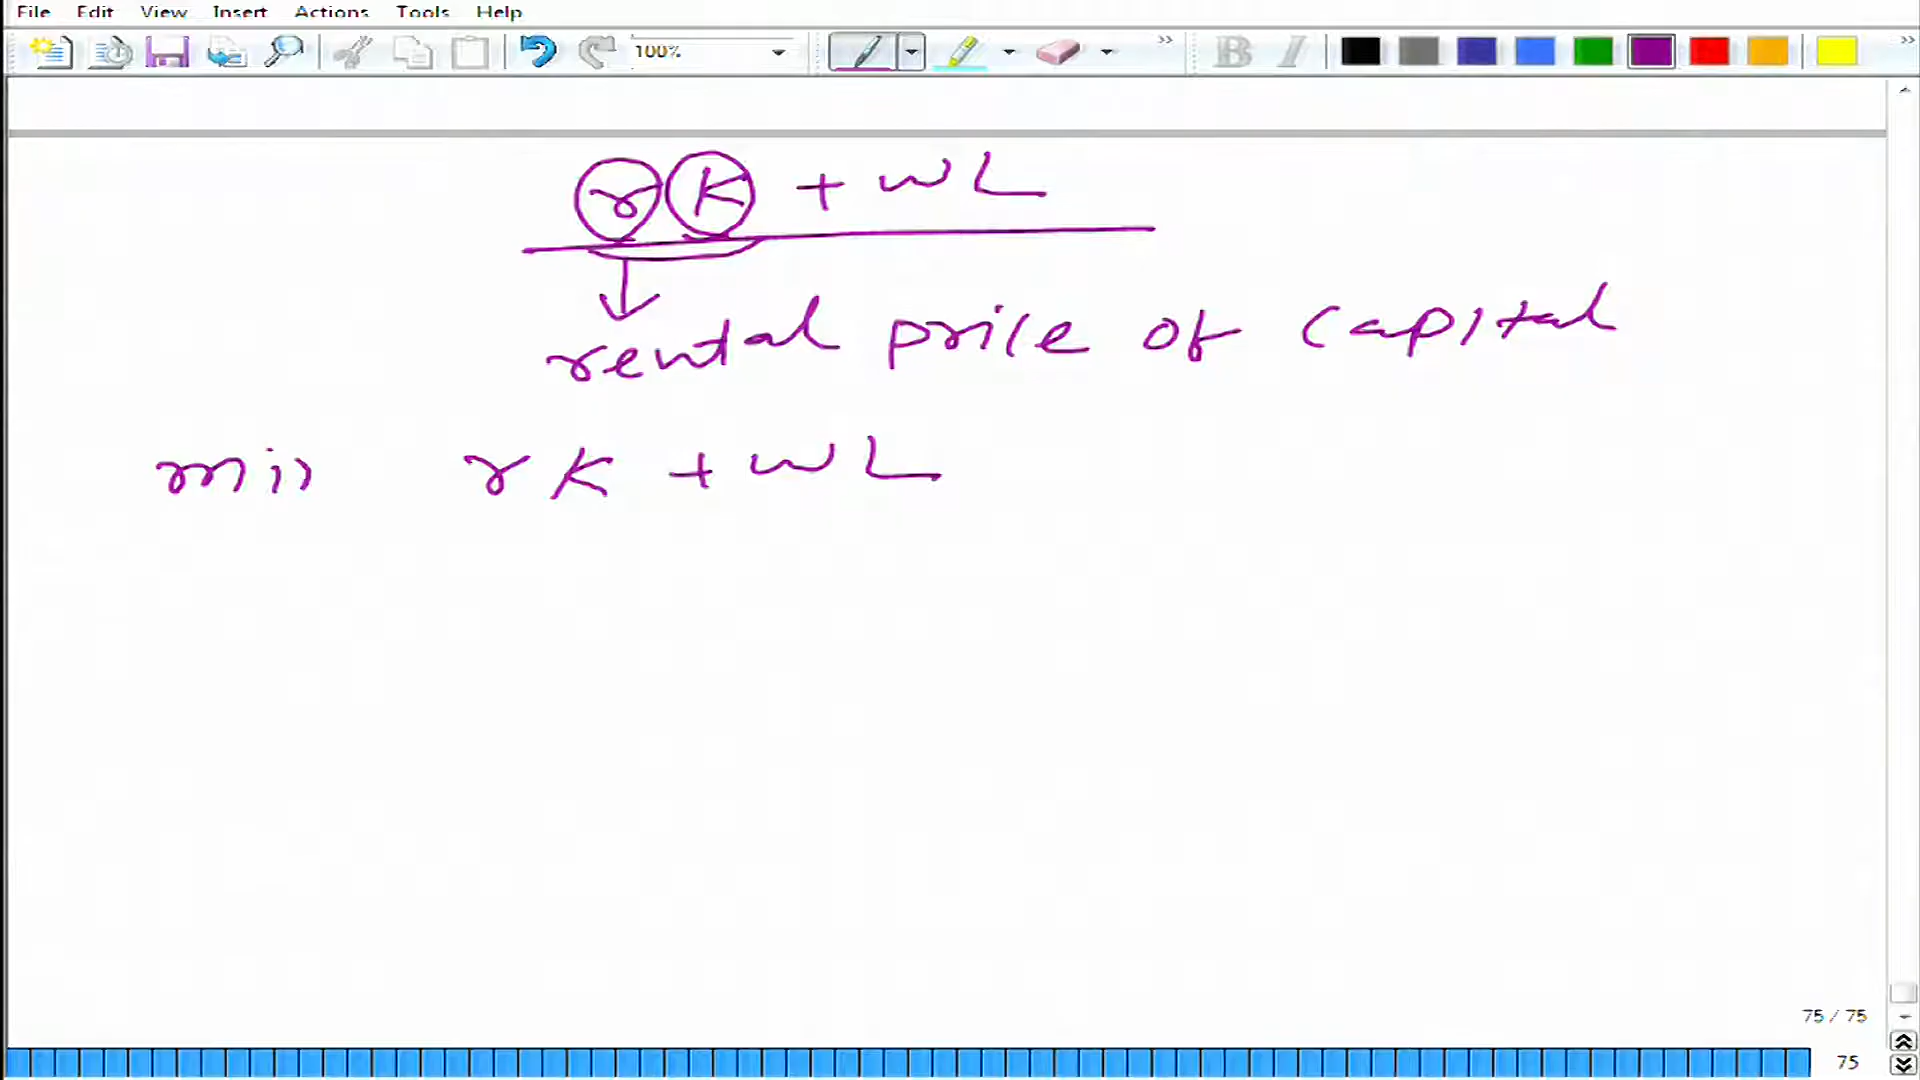 File Edit View Insert Actions Tools Help
100%
rK + wL
rental price of capital
min rK + wL
75 / 75
75